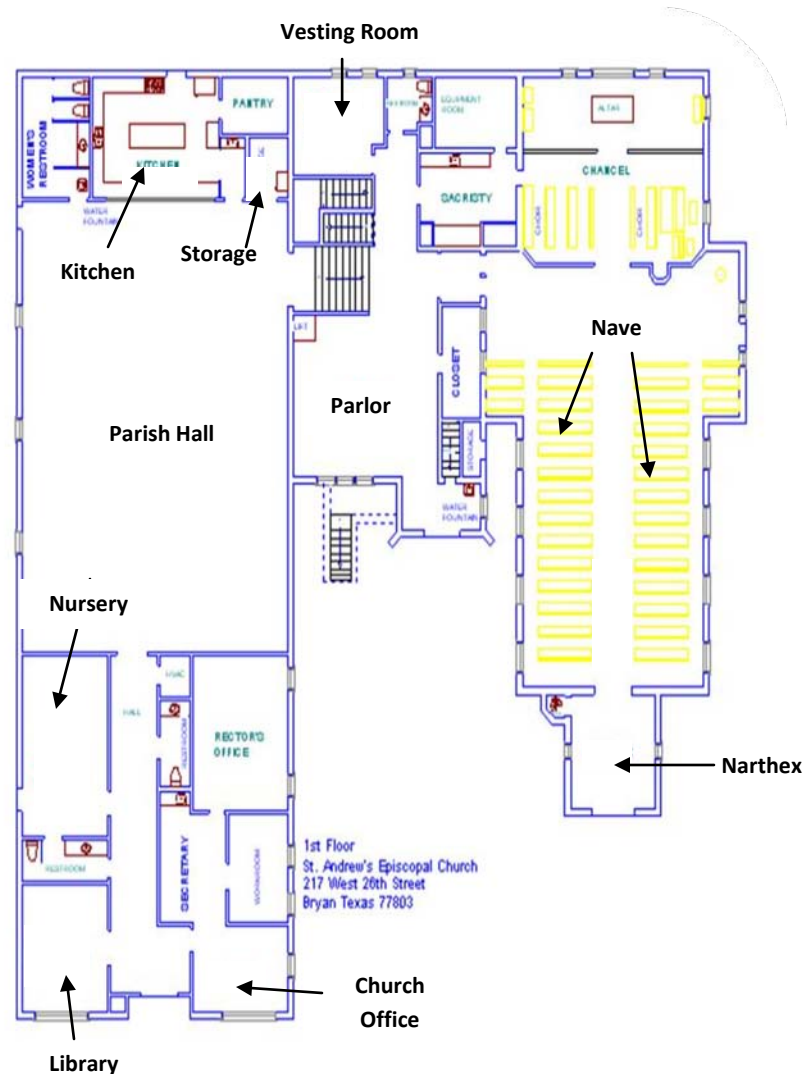 Vesting Room
WOMEN'S
RESTROOM
PANTRY
KITCHEN
EQUIPMENT
ROOM
ALTAR
CHANCEL
SACRISTY
CHOIR
CHOIR
WATER
FOUNTAIN
Storage
Kitchen
LIFT
CLOSET
Nave
Parlor
Parish Hall
STORAGE
WATER
FOUNTAIN
Nursery
HVAC
HALL
RESTROOM
RECTOR'S
OFFICE
Narthex
SECRETARY
WORKROOM
RESTROOM
1st Floor
St. Andrew's Episcopal Church
217 West 26th Street
Bryan Texas 77803
Church
Office
Library